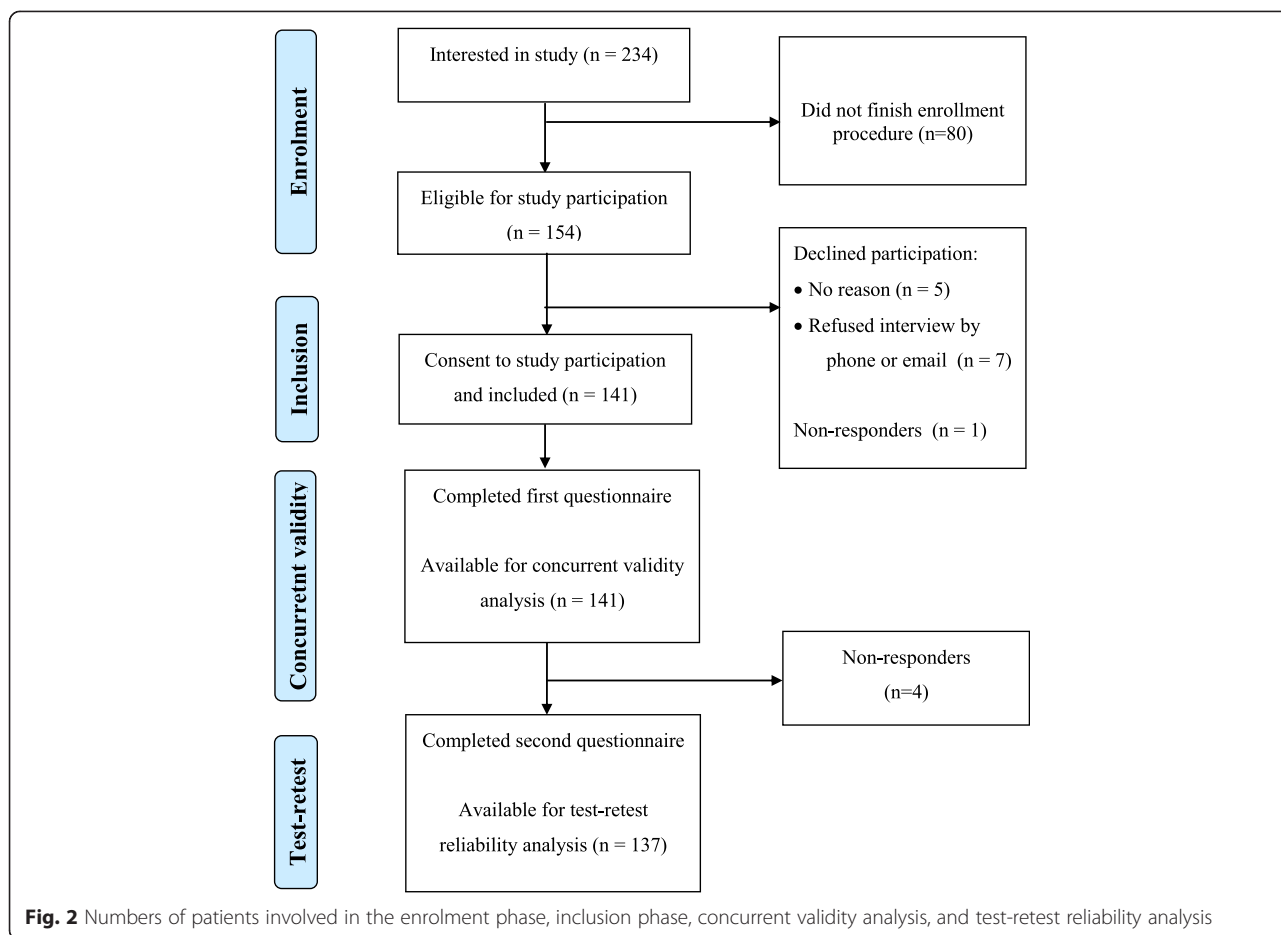 Enrolment
Interested in study (n = 234)
Did not finish enrollment
procedure (n=80)
Eligible for study participation
(n = 154)
Inclusion
Declined participation:
• No reason (n = 5)
• Refused interview by
phone or email (n = 7)
Non-responders (n = 1)
Consent to study participation
and included (n = 141)
Concurretnt validity
Completed first questionnaire
Available for concurrent validity
analysis (n = 141)
Non-responders
(n=4)
Test-retest
Completed second questionnaire
Available for test-retest
reliability analysis (n = 137)
Fig. 2 Numbers of patients involved in the enrolment phase, inclusion phase, concurrent validity analysis, and test-retest reliability analysis